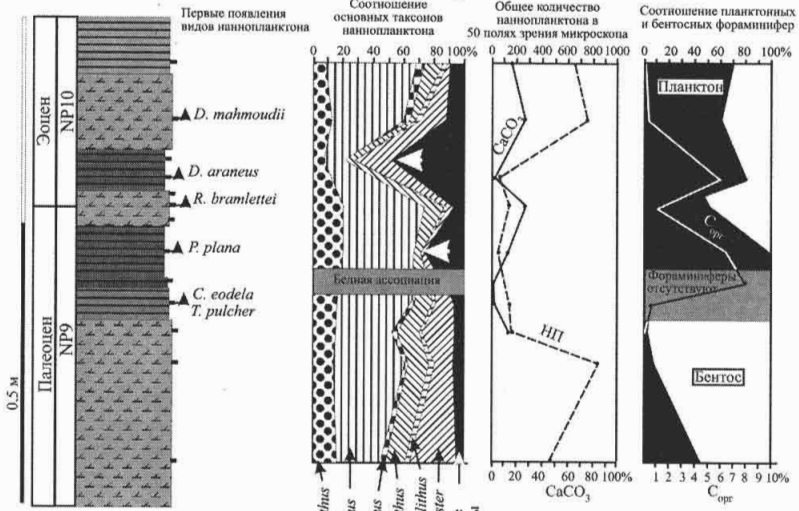 Первые появления
видов наннопланктона
Соотношение
основных таксонов
наннопланктона
Общее количество
наннопланктона в
50 полях зрения микроскопа
Соотношение планктонных
и бентосных фораминифер
0 20 40 60 80 100%
0 200 400 600 800 1000
0 20 40 60 80 100%
Эоцен
NP10
Палеоцен
NP9
0.5 м
D. mahmoudii
D. araneus
R. bramlettei
P. plana
C. eodela
T. pulcher
Бедная ассоциация
CaCO3
НП
Планктон
Cорг
Фораминиферы
отсутствуют
Бентос
0 20 40 60 80 100%
CaCO3
1 2 3 4 5 6 7 8 9 10%
Cорг